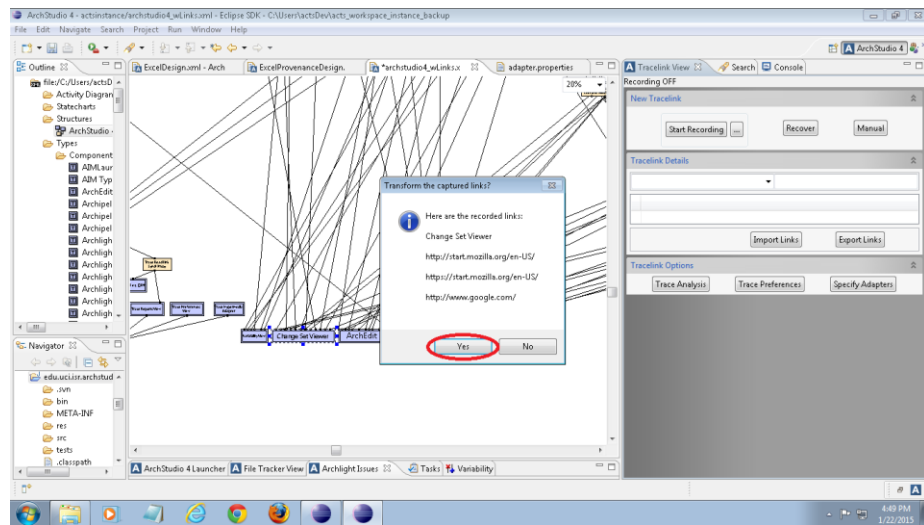 ArchStudio 4 - actsinstance/archstudio4_wLinks.xml - Eclipse SDK - C:\Users\actsDev\acts_workspace_instance_backup
File Edit Navigate Search Project Run Window Help
ArchStudio 4
Outline
file:/C:/Users/actsD
Activity Diagran
Statecharts
Structures
ArchStudio
Types
Component
AIMLaur
AIM Typ
ArchEdit
Archipel
Archipel
Archipel
Archligh
Archligh
Archligh
Archligh
Archligh
Archligh
Navigator
edu.uci.isr.archstud
.svn
bin
META-INF
res
src
tests
.classpath
ExcelDesign.xml - Arch
ExcelProvenanceDesign.
*archstudio4_wLinks.x
adapter.properties
20%
Change Set Viewer
ArchEdit
Transform the captured links?
Here are the recorded links:
Change Set Viewer
http://start.mozilla.org/en-US/
https://start.mozilla.org/en-US/
http://www.google.com/
Yes
No
ArchStudio 4 Launcher
File Tracker View
Archlight Issues
Tasks
Variability
Tracelink View
Search
Console
Recording OFF
New Tracelink
Start Recording
...
Recover
Manual
Tracelink Details
Import Links
Export Links
Tracelink Options
Trace Analysis
Trace Preferences
Specify Adapters
4:49 PM
1/22/2015